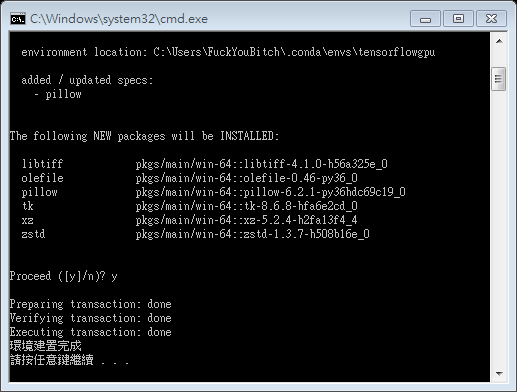 C:\Windows\system32\cmd.exe
environment location: C:\Users\FuckYouBitch\.conda\envs\tensorflowgpu
added / updated specs:
- pillow
The following NEW packages will be INSTALLED:
libtiff pkgs/main/win-64::libtiff-4.1.0-h56a325e_0
olefile pkgs/main/win-64::olefile-0.46-py36_0
pillow pkgs/main/win-64::pillow-6.2.1-py36hdc69c19_0
tk pkgs/main/win-64::tk-8.6.8-hfa6e2cd_0
xz pkgs/main/win-64::xz-5.2.4-h2fa13f4_4
zstd pkgs/main/win-64::zstd-1.3.7-h508b16e_0
Proceed ([y]/n)? y
Preparing transaction: done
Verifying transaction: done
Executing transaction: done
環境建置完成
請按任意鍵繼續 . . .